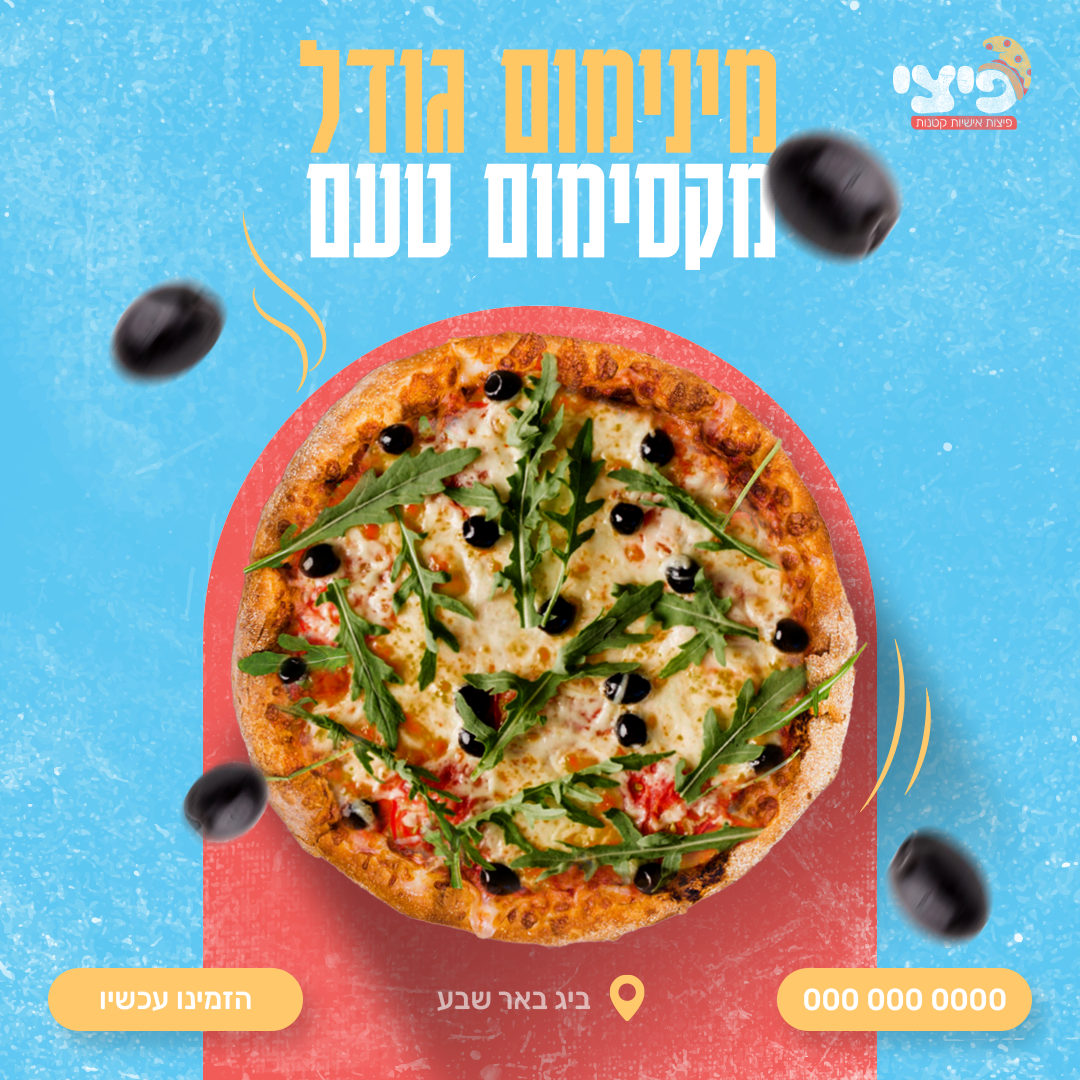 פיצי
פיצות אישיות קטנות
מינימום גודל
מקסימום טעם
000 000 0000
ביג באר שבע
הזמינו עכשיו